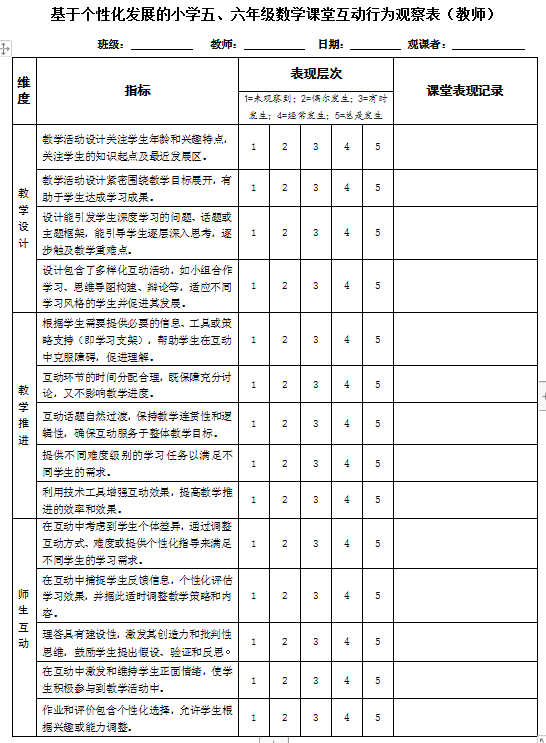 基于个性化发展的小学五、六年级数学课堂互动行为观察表（教师）
班级：__________ 教师：__________ 日期：__________ 观课者：__________
维度 指标 表现层次 课堂表现记录
1=未观察到；2=偶尔发生；3=有时
发生；4=经常发生；5=总是发生
教学设计
教学活动设计关注学生年龄和兴趣特点，
关注学生的知识起点及最近发展区。
1 2 3 4 5
教学活动设计紧密围绕教学目标展开，有
助于学生达成学习成果。
1 2 3 4 5
设计能引发学生深度学习的问题、话题或
主题框架，能引导学生逐层深入思考，逐
步触及教学重难点。
1 2 3 4 5
设计包含了多样化互动活动，如小组合作
学习、思维导图构建、辩论等，适应不同
学习风格的学生并促进其发展。
1 2 3 4 5
教学推进
根据学生需要提供必要的信息、工具或策
略支持（即学习支架），帮助学生在互动
中克服障碍，促进理解。
1 2 3 4 5
互动环节的时间分配合理，既保障充分讨
论，又不影响教学进度。
1 2 3 4 5
互动话题自然过渡，保持教学连贯性和逻
辑性，确保互动服务于整体教学目标。
1 2 3 4 5
提供不同难度级别的学习任务以满足不
同学生的需求。
1 2 3 4 5
利用技术工具增强互动效果，提高教学推
进的效率和效果。
1 2 3 4 5
师生互动
在互动中考虑到学生个体差异，通过调整
互动方式、难度或提供个性化指导来满足
不同学生的学习需求。
1 2 3 4 5
在互动中捕捉学生反馈信息，个性化评估
学习效果，并据此适时调整教学策略和内
容。
1 2 3 4 5
理答具有建设性，激发其创造力和批判性
思维，鼓励学生提出假设、验证和反思。
1 2 3 4 5
在互动中激发和维持学生正面情绪，使学
生积极参与到教学活动中。
1 2 3 4 5
作业和评价包含个性化选择，允许学生根
据兴趣或能力调整。
1 2 3 4 5